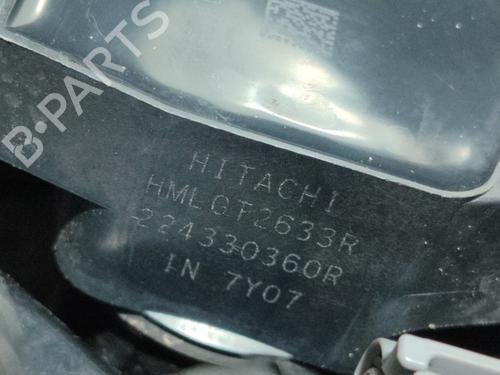 B-PARTS
HITACHI
HMLGT2633R
224330360R
IN 7Y07